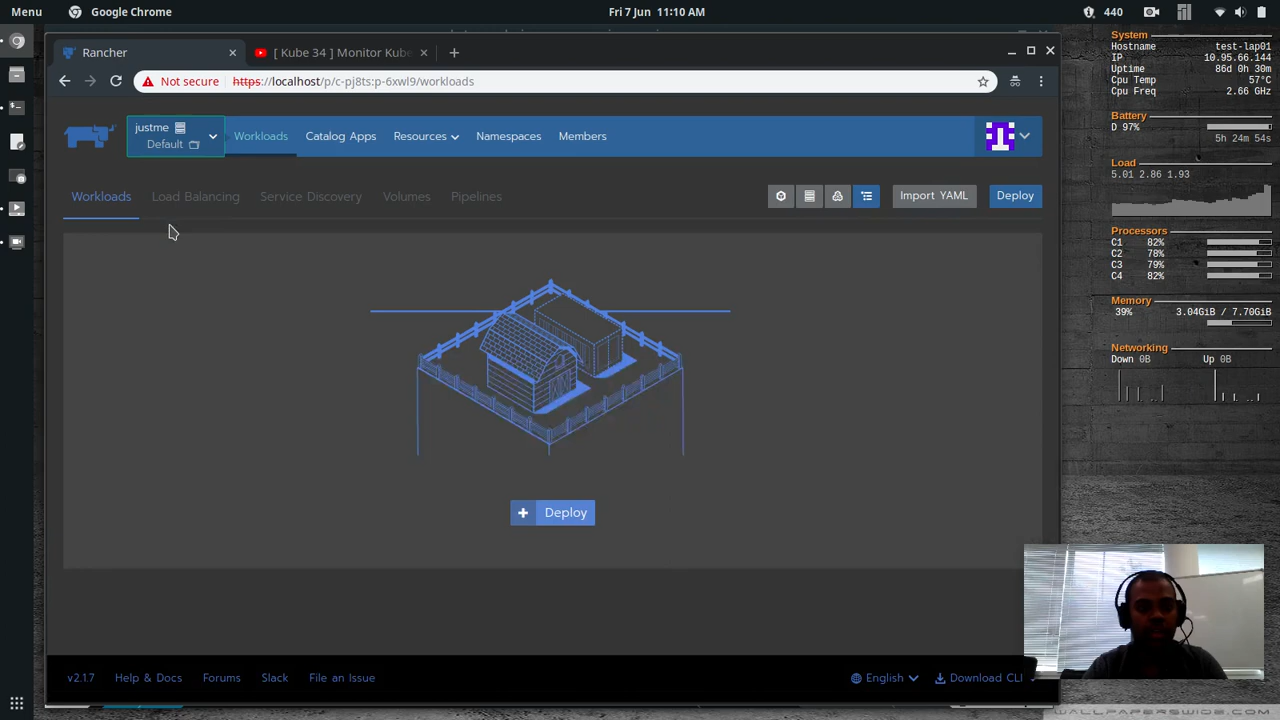 Menu
Google Chrome
Fri 7 Jun 11:10 AM
440
Rancher
[ Kube 34 ] Monitor Kube
Not secure
https://localhost/p/c-pj8ts:p-6xwl9/workloads
justme
Default
Workloads
Catalog Apps
Resources
Namespaces
Members
Workloads
Load Balancing
Service Discovery
Volumes
Pipelines
Import YAML
Deploy
Deploy
v2.1.7
Help & Docs
Forums
File an
English
Download CLI
System
Hostname test-lap01
IP 10.95.66.144
Uptime 86d 0h 30m
Cpu Temp 57°C
Cpu Freq 2.66 GHz
Battery
D 97%
5h 24m 54s
Load
5.01 2.86 1.93
Processors
C1 82%
C2 78%
C3 79%
C4 82%
Memory
39% 3.04GiB / 7.70GiB
Networking
Down 0B Up 0B
WALLPAPERSWIDE.COM